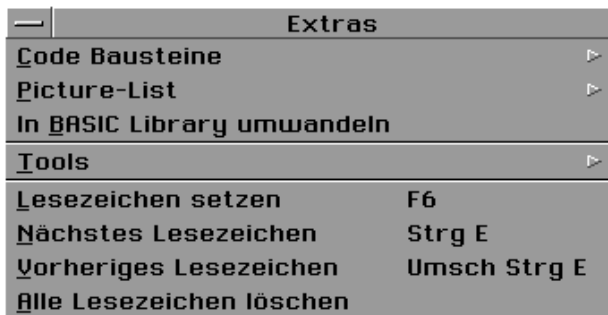 Extras
Code Bausteine
Picture-List
In BASIC Library umwandeln
Tools
Lesezeichen setzen F6
Nächstes Lesezeichen Strg E
Vorheriges Lesezeichen Umsch Strg E
Alle Lesezeichen löschen